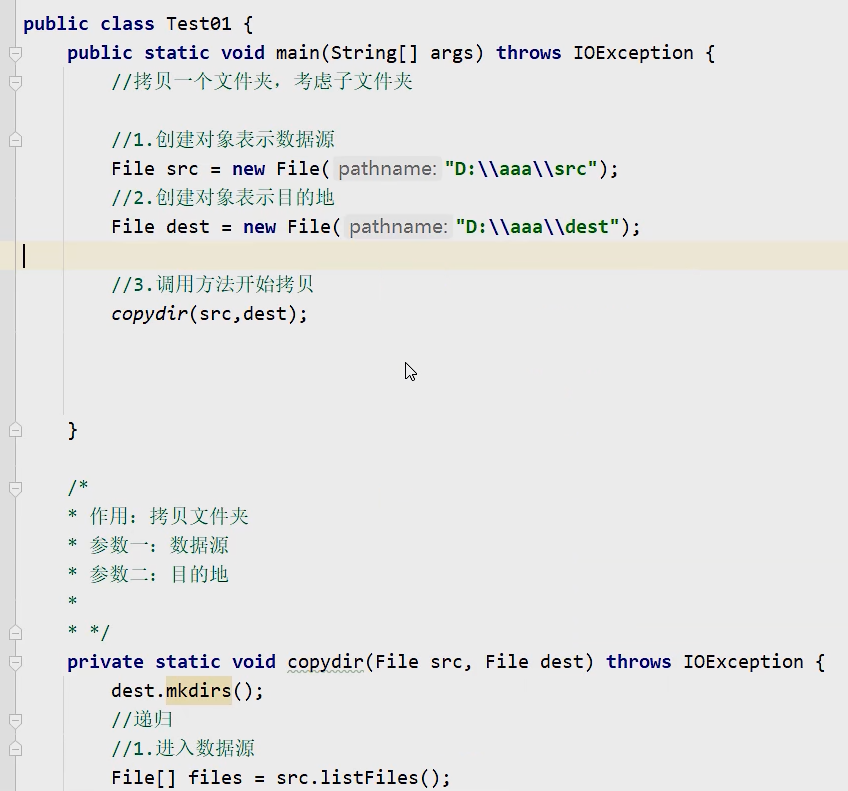 public class Test01 {
public static void main(String[] args) throws IOException {
//拷贝一个文件夹，考虑子文件夹
//1.创建对象表示数据源
File src = new File( pathname: "D:\\aaa\\src");
//2.创建对象表示目的地
File dest = new File( pathname: "D:\\aaa\\dest");
//3.调用方法开始拷贝
copydir(src,dest);
}
/*
* 作用：拷贝文件夹
* 参数一：数据源
* 参数二：目的地
*
* */
private static void copydir(File src, File dest) throws IOException {
dest.mkdirs();
//递归
//1.进入数据源
File[] files = src.listFiles();